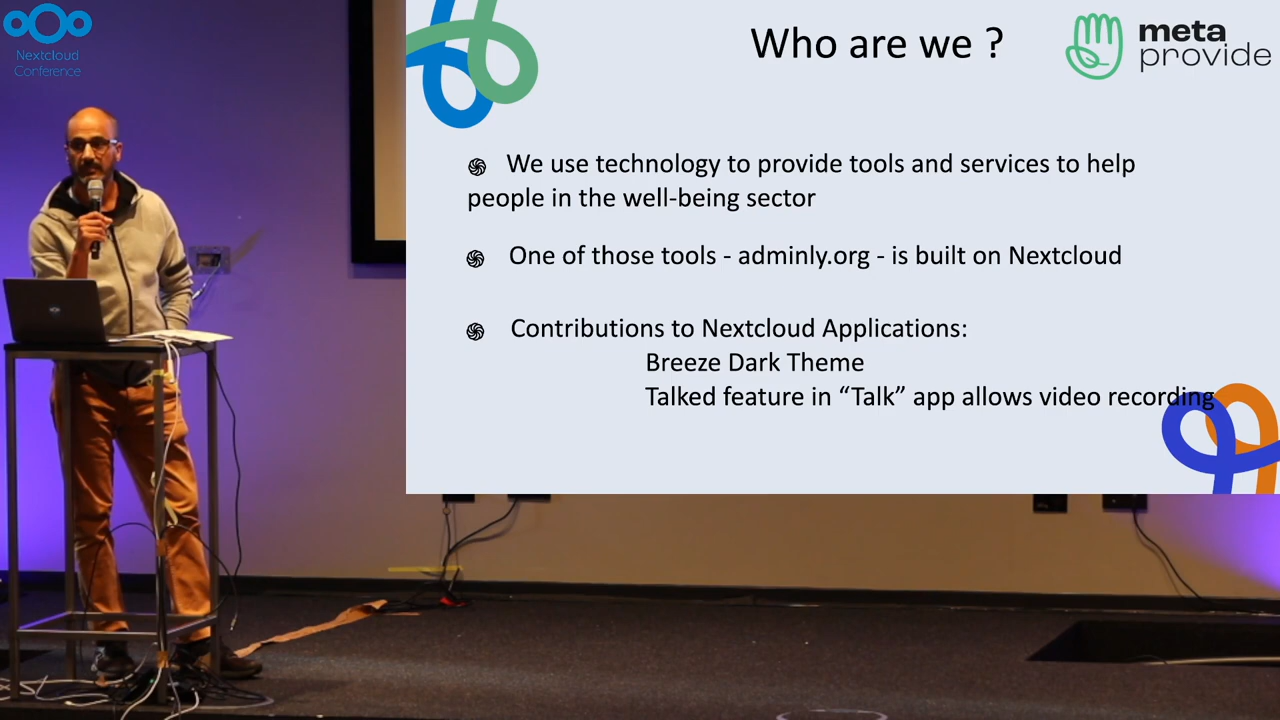 Nextcloud
Conference
Who are we ?
meta
provide
We use technology to provide tools and services to help
people in the well-being sector
One of those tools - adminly.org - is built on Nextcloud
Contributions to Nextcloud Applications:
Breeze Dark Theme
Talked feature in “Talk” app allows video recording